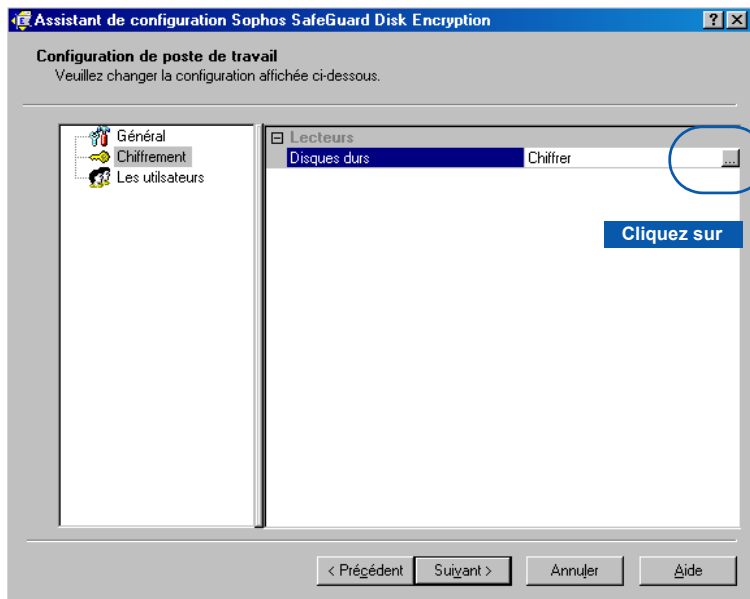 Assistant de configuration Sophos SafeGuard Disk Encryption
Configuration de poste de travail
Veuillez changer la configuration affichée ci-dessous.
Général
Chiffrement
Les utilsateurs
Lecteurs
Disques durs Chiffrer ...
Cliquez sur
< Précédent Suivant > Annuler Aide